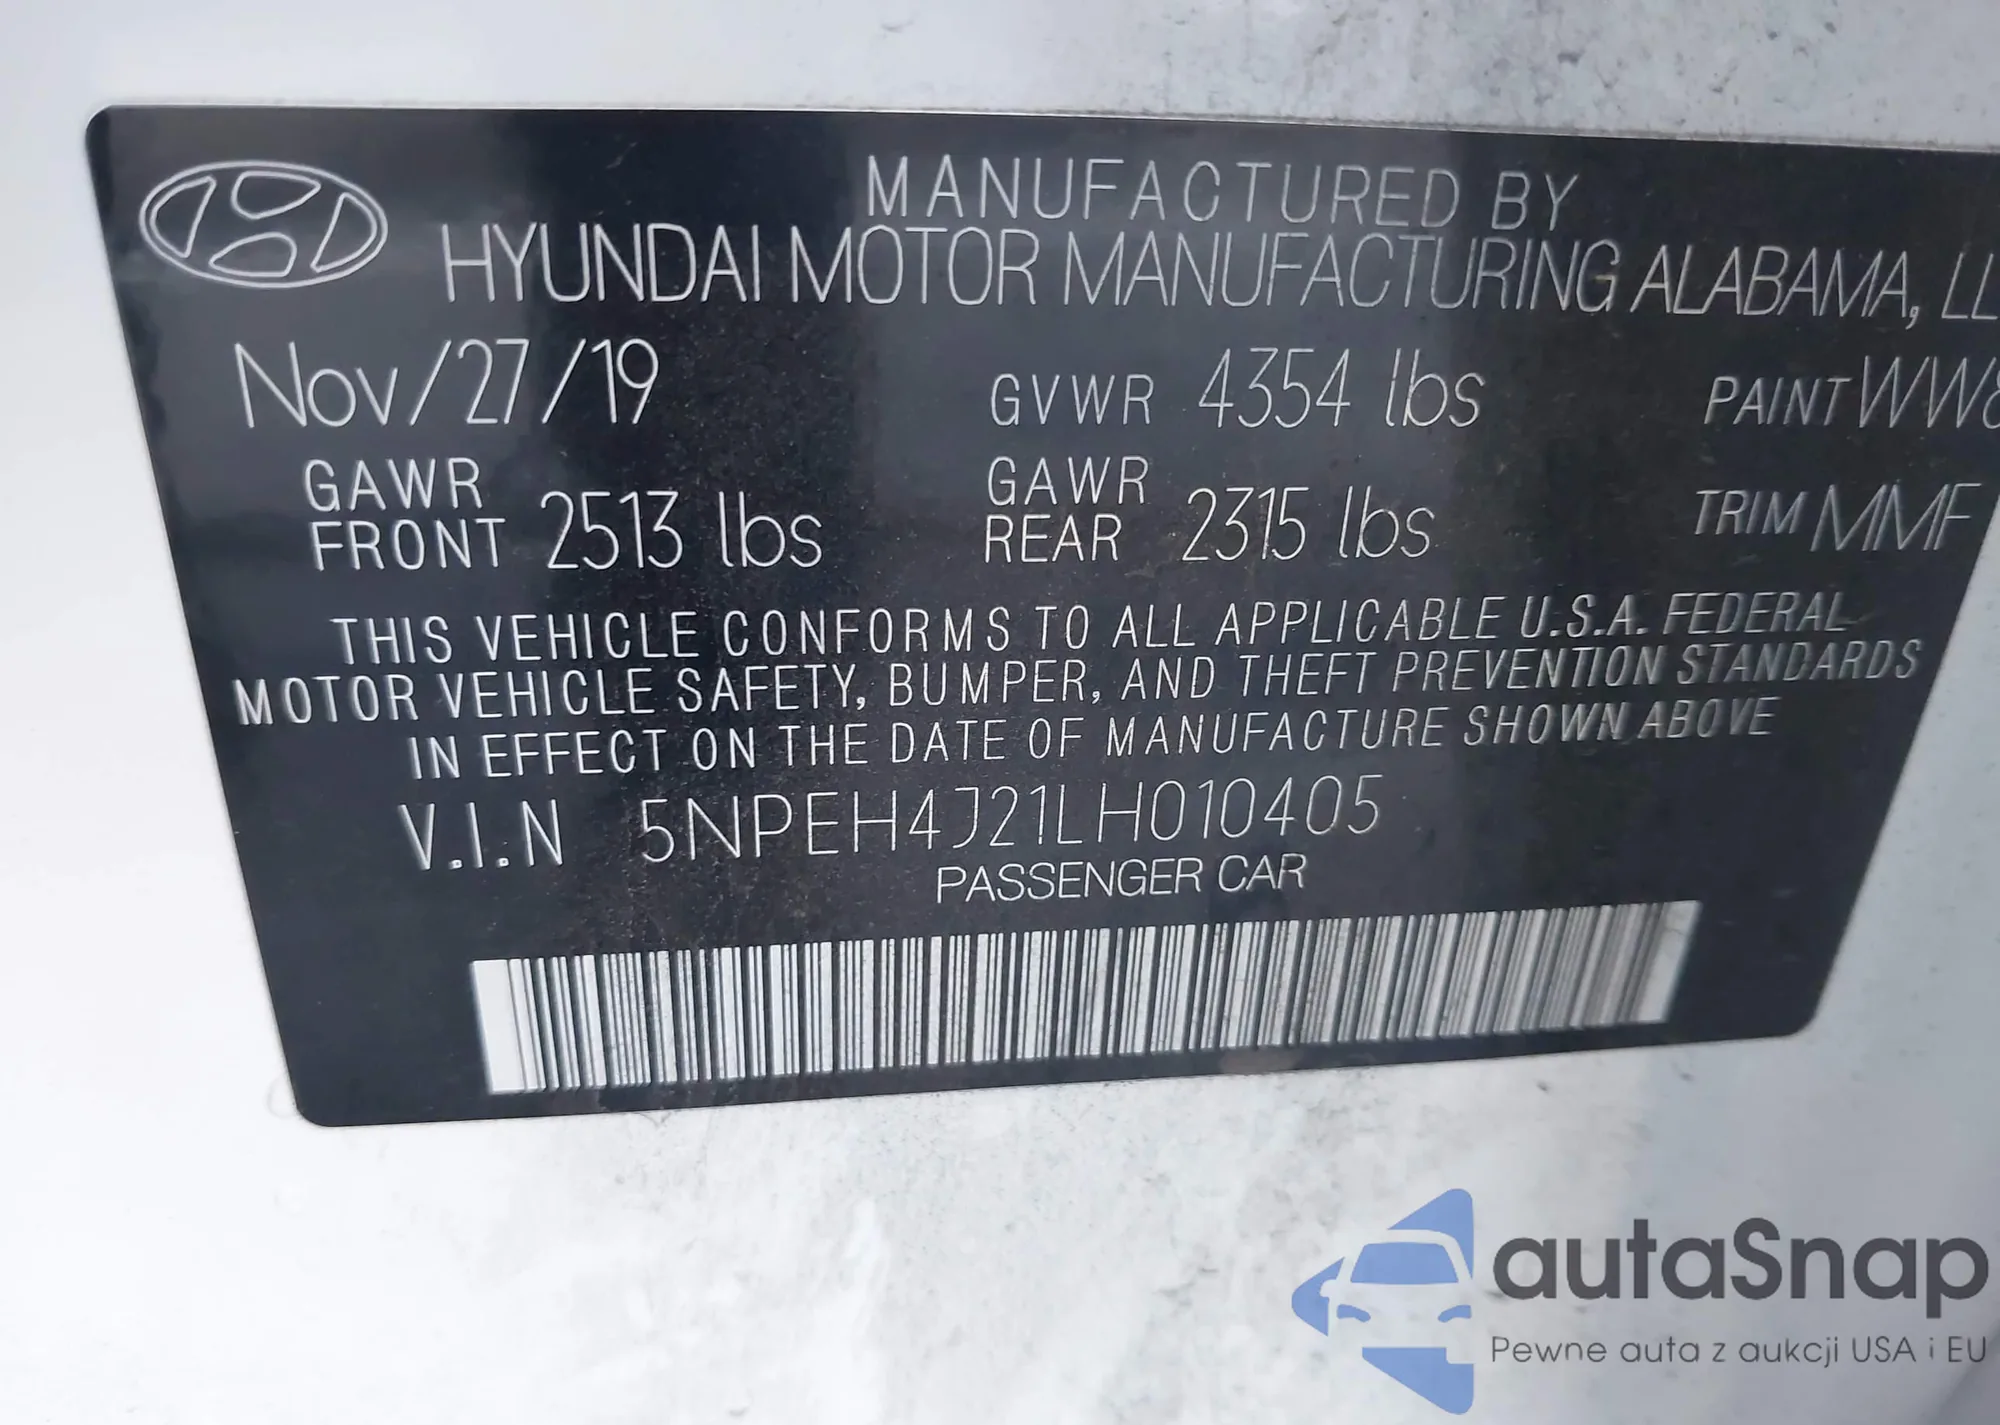 MANUFACTURED BY
HYUNDAI MOTOR MANUFACTURING ALABAMA, LL
Nov/27/19 GVWR 4354 lbs PAINT WW8
GAWR FRONT 2513 lbs GAWR REAR 2315 lbs TRIM MMF
THIS VEHICLE CONFORMS TO ALL APPLICABLE U.S.A. FEDERAL
MOTOR VEHICLE SAFETY, BUMPER, AND THEFT PREVENTION STANDARDS
IN EFFECT ON THE DATE OF MANUFACTURE SHOWN ABOVE
V.I.N 5NPEH4J21LH010405
PASSENGER CAR
autaSnap
Pewne auta z aukcji USA i EU